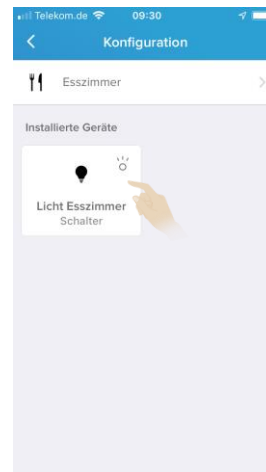 Telekom.de 09:30
Konfiguration
Esszimmer
Installierte Geräte
Licht Esszimmer
Schalter